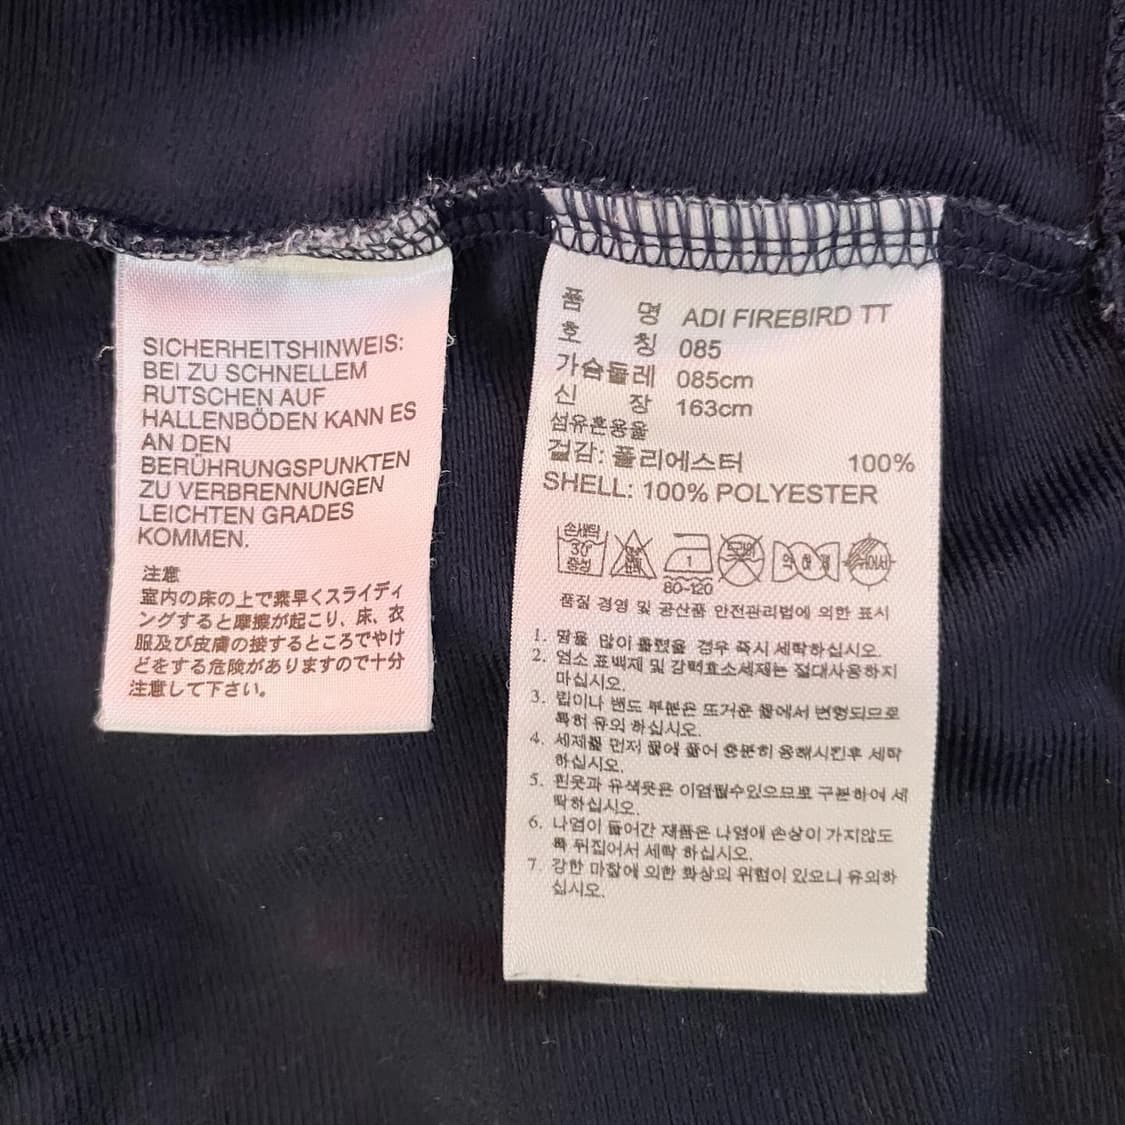 SICHERHEITSHINWEIS:
BEI ZU SCHNELLEM
RUTSCHEN AUF
HALLENBÖDEN KANN ES
AN DEN
BERÜHRUNGSPUNKTEN
ZU VERBRENNUNGEN
LEICHTEN GRADES
KOMMEN.
注意
室内の床の上で素早くスライディ
ングすると摩擦が起こり、床、衣
服及び皮膚の接するところでやけ
どをする危険がありますので十分
注意して下さい。
품 명 ADI FIREBIRD TT
호 칭 085
가슴둘레 085cm
신 장 163cm
섬유혼용율
겉감: 폴리에스터 100%
SHELL: 100% POLYESTER
손세탁
30° 중성
1
80-120
품질 경영 및 공산품 안전관리법에 의한 표시
1. 땀을 많이 흘렸을 경우 즉시 세탁하십시오.
2. 염소 표백제 및 강력효소세제는 절대사용하지
마십시오.
3. 립이나 밴드 부분은 뜨거운 물에서 변형되므로
특히 유의 하십시오.
4. 세제를 먼저 물에 풀어 충분히 용해시킨후 세탁
하십시오.
5. 흰옷과 유색옷은 이염될수있으므로 구분하여 세
탁하십시오.
6. 나염이 들어간 제품은 나염에 손상이 가지않도
록 뒤집어서 세탁 하십시오.
7. 강한 마찰에 의한 화상의 위험이 있으니 유의하
십시오.